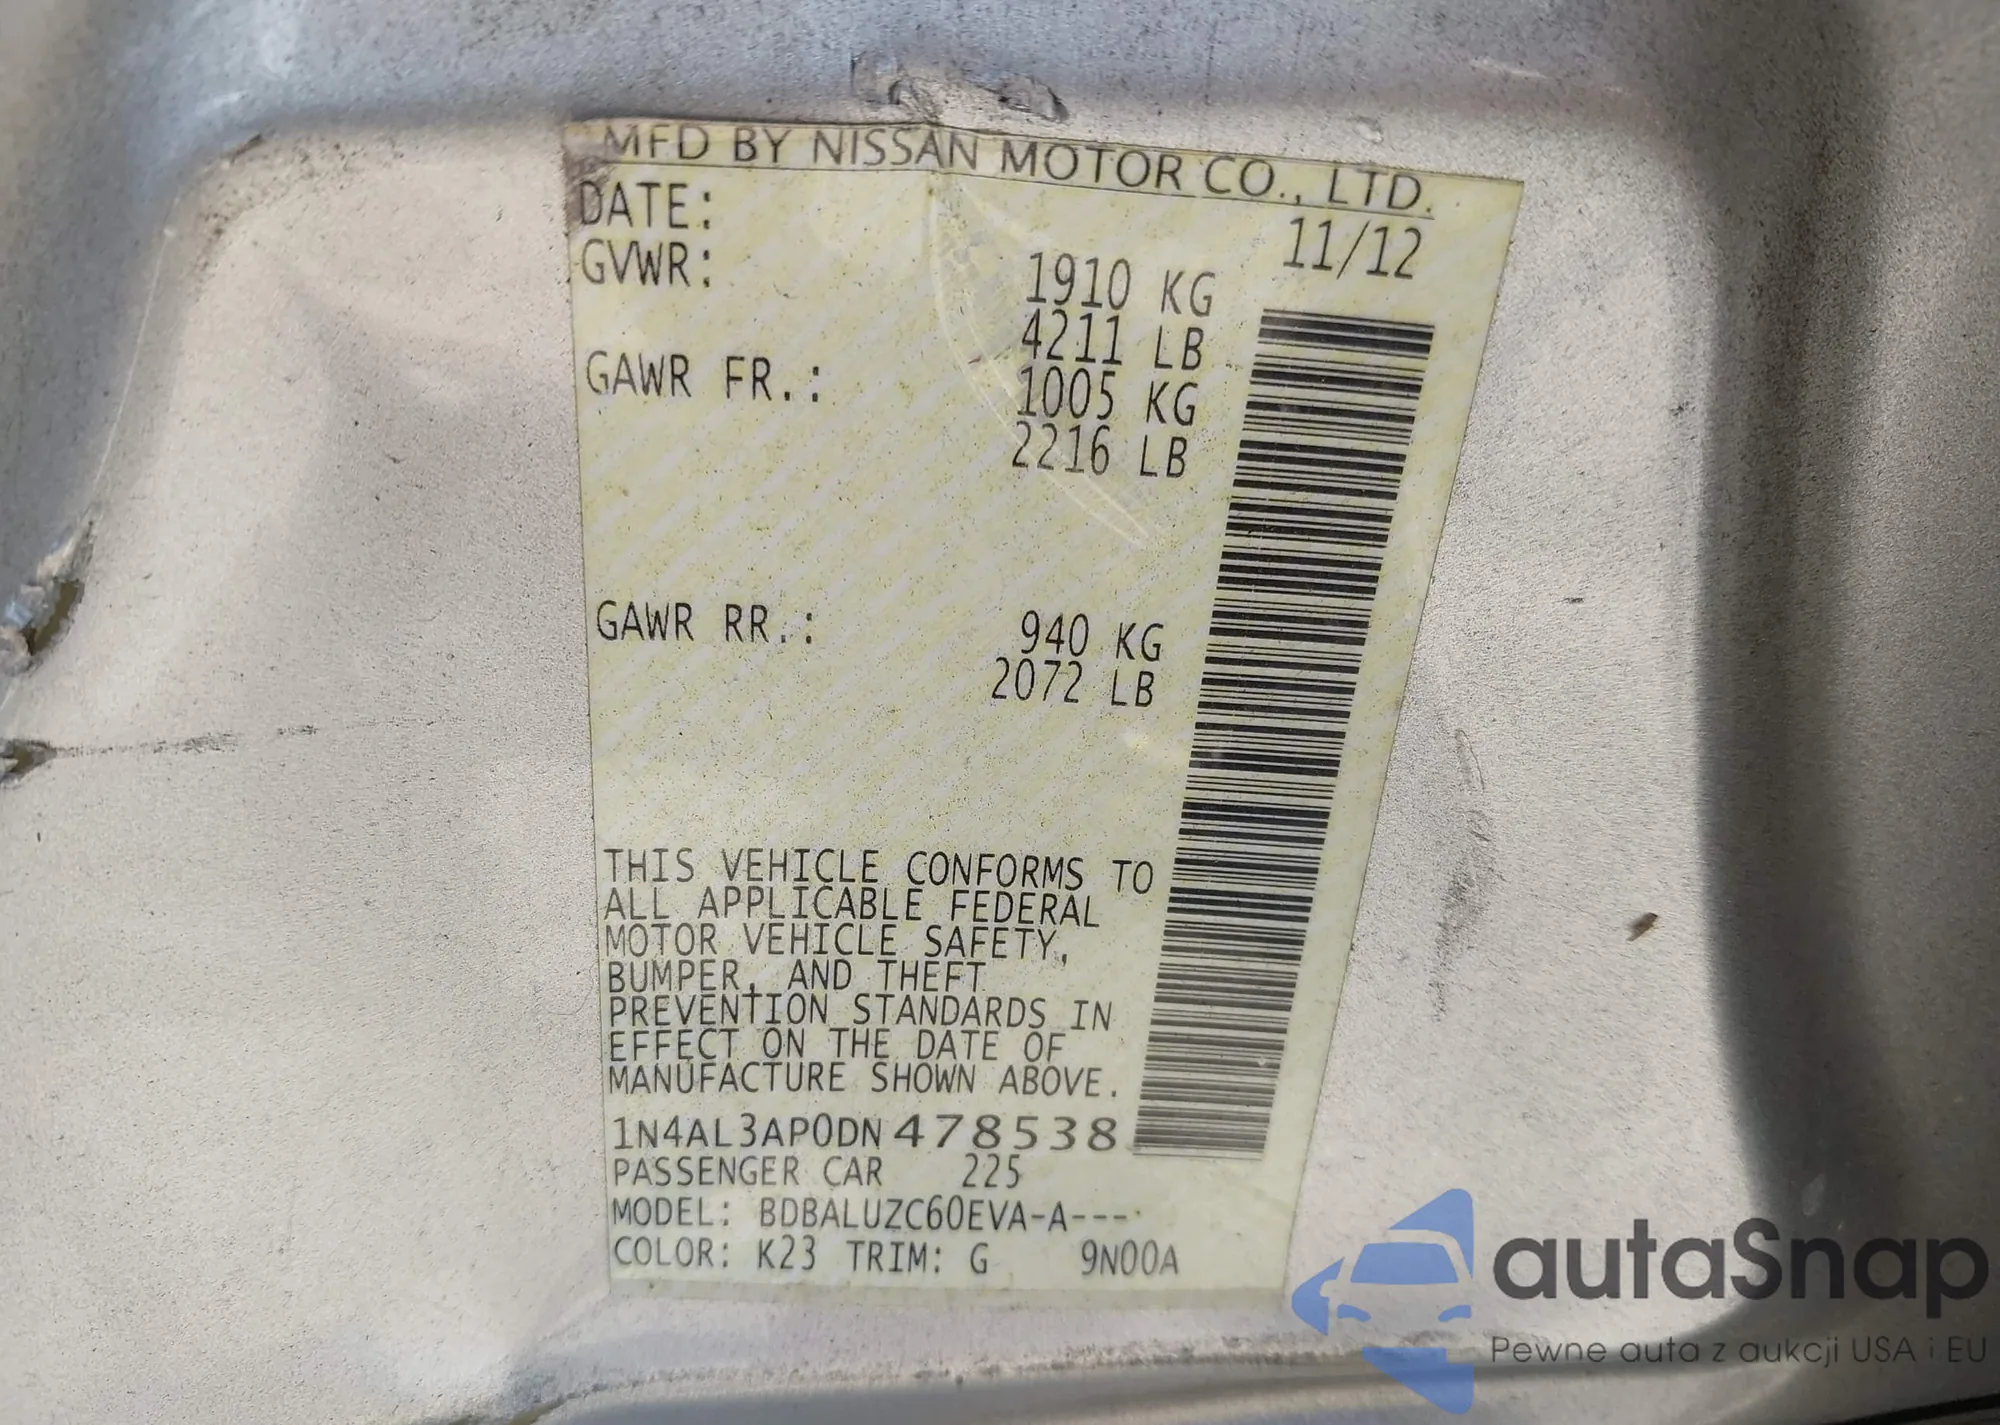 MFD BY NISSAN MOTOR CO., LTD.
DATE: 11/12
GVWR: 1910 KG
4211 LB
GAWR FR.: 1005 KG
2216 LB
GAWR RR.: 940 KG
2072 LB
THIS VEHICLE CONFORMS TO
ALL APPLICABLE FEDERAL
MOTOR VEHICLE SAFETY,
BUMPER, AND THEFT
PREVENTION STANDARDS IN
EFFECT ON THE DATE OF
MANUFACTURE SHOWN ABOVE.
1N4AL3AP0DN478538
PASSENGER CAR 225
MODEL: BDBALUZC60EVA-A----
COLOR: K23 TRIM: G 9N00A
autaSnap
Pewne auta z aukcji USA i EU